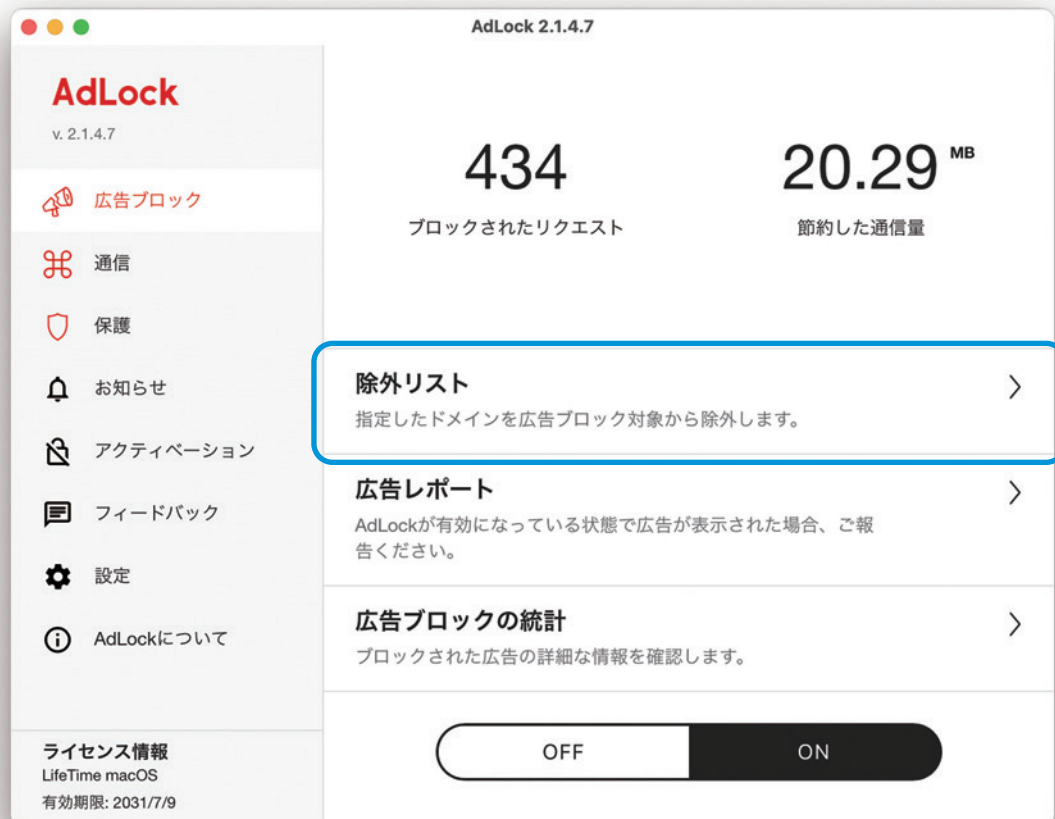 AdLock 2.1.4.7
AdLock
v. 2.1.4.7
広告ブロック
通信
保護
お知らせ
アクティベーション
フィードバック
設定
AdLockについて
ライセンス情報
LifeTime macOS
有効期限: 2031/7/9
434
ブロックされたリクエスト
20.29 MB
節約した通信量
除外リスト
指定したドメインを広告ブロック対象から除外します。
広告レポート
AdLockが有効になっている状態で広告が表示された場合、ご報
告ください。
広告ブロックの統計
ブロックされた広告の詳細な情報を確認します。
OFF
ON